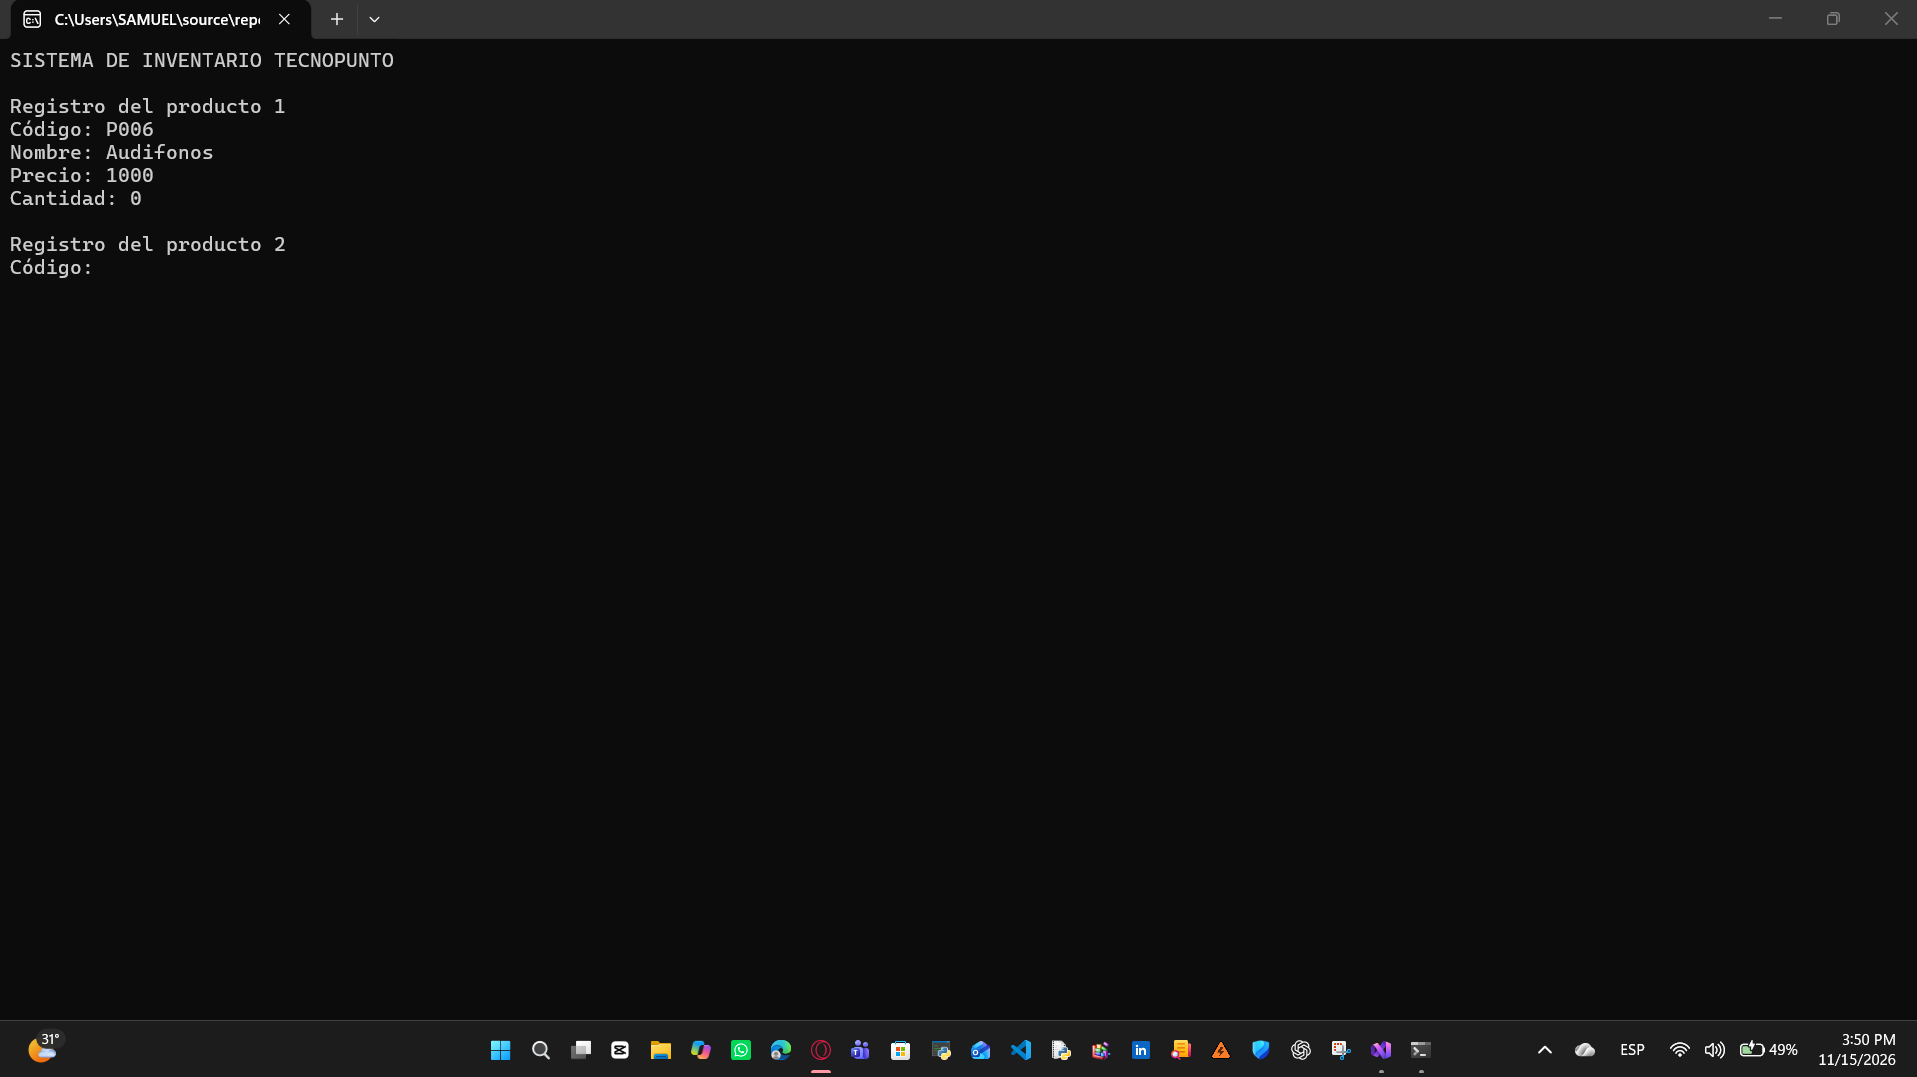 C:\Users\SAMUEL\source\rep
SISTEMA DE INVENTARIO TECNOPUNTO
Registro del producto 1
Código: P006
Nombre: Audifonos
Precio: 1000
Cantidad: 0
Registro del producto 2
Código:
31°
ESP
49%
3:50 PM
11/15/2026